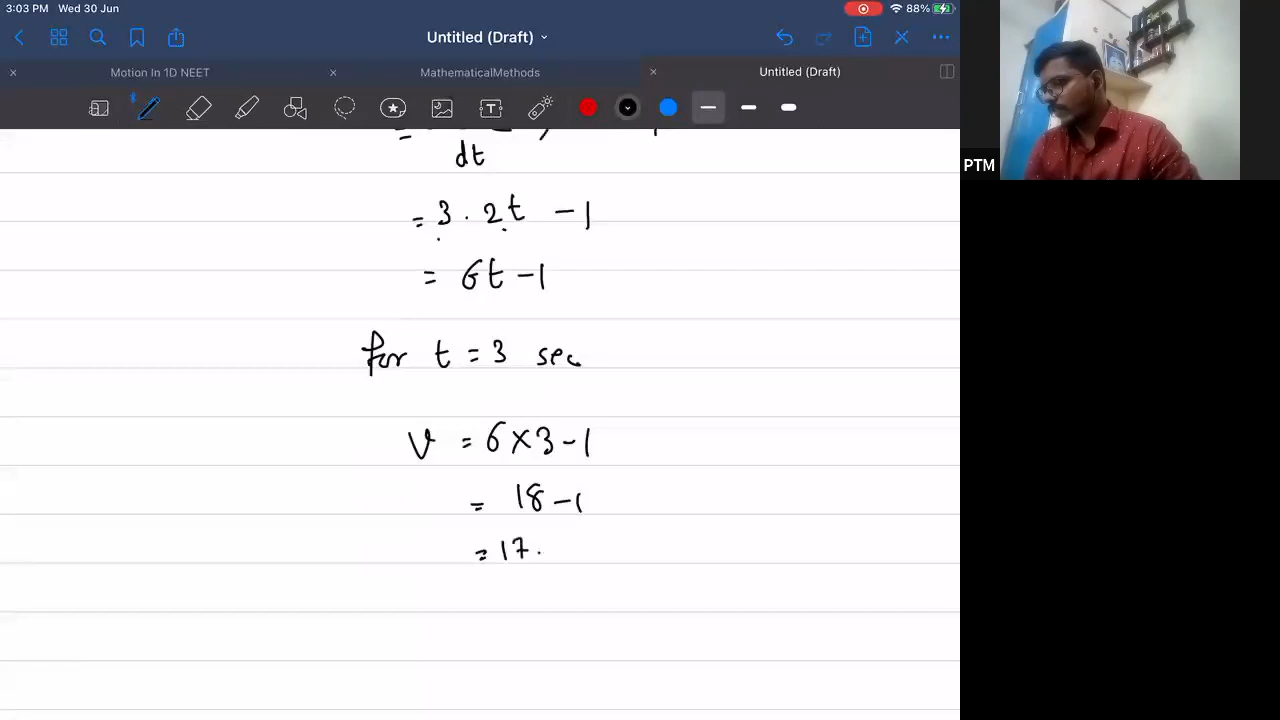 3:03 PM Wed 30 Jun 88%
Untitled (Draft)
Motion In 1D NEET MathematicalMethods Untitled (Draft)
dt
= 3 . 2t - 1
= 6t - 1
for t = 3 sec
v = 6 × 3 - 1
= 18 - 1
= 17.
PTM